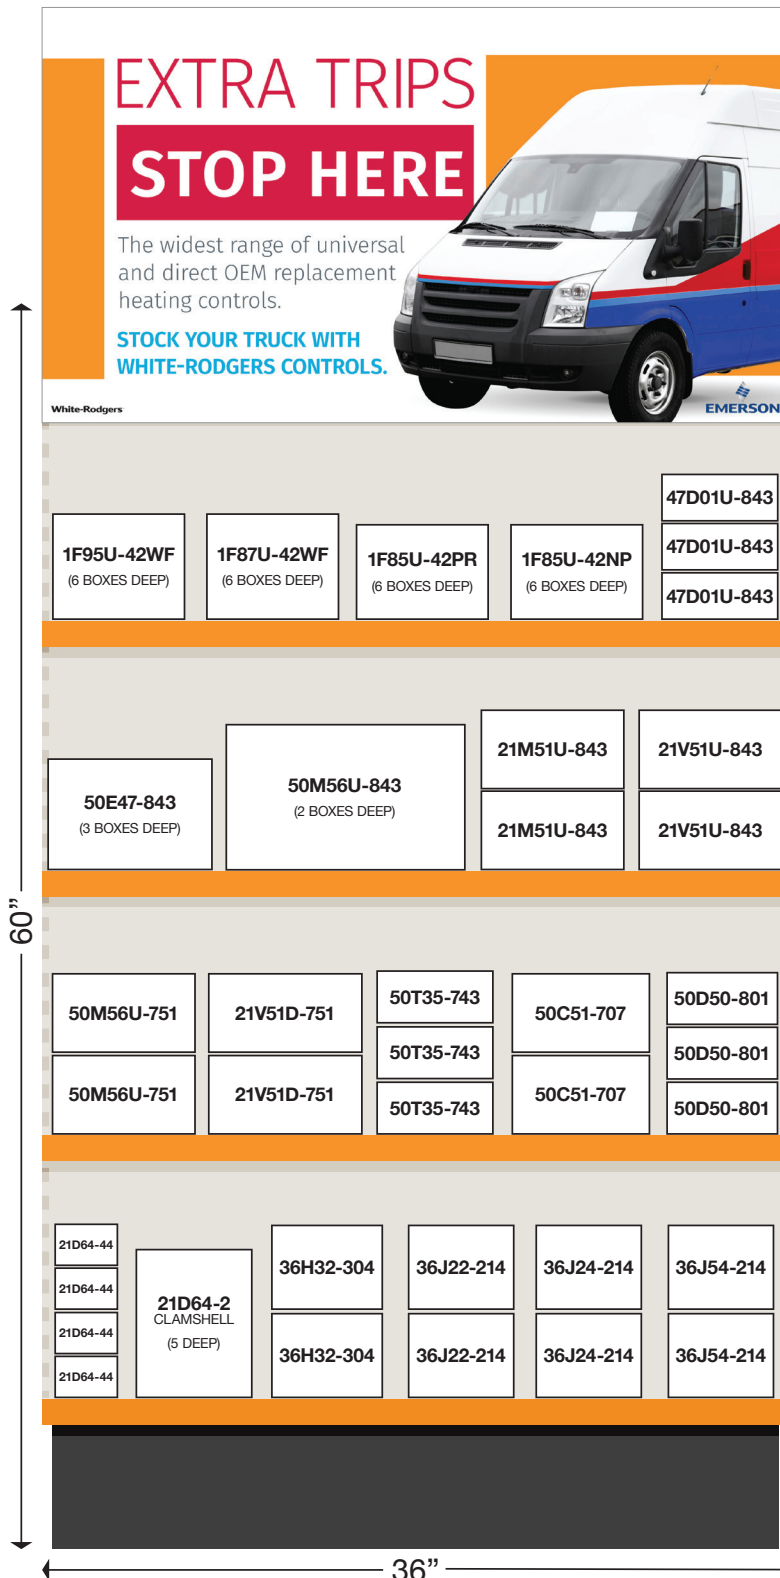 EXTRA TRIPS
STOP HERE
The widest range of universal
and direct OEM replacement
heating controls.
STOCK YOUR TRUCK WITH
WHITE-RODGERS CONTROLS.
White-Rodgers
EMERSON
60”
1F95U-42WF
(6 BOXES DEEP)
1F87U-42WF
(6 BOXES DEEP)
1F85U-42PR
(6 BOXES DEEP)
1F85U-42NP
(6 BOXES DEEP)
47D01U-843
47D01U-843
47D01U-843
50E47-843
(3 BOXES DEEP)
50M56U-843
(2 BOXES DEEP)
21M51U-843
21M51U-843
21V51U-843
21V51U-843
50M56U-751
50M56U-751
21V51D-751
21V51D-751
50T35-743
50T35-743
50T35-743
50C51-707
50C51-707
50D50-801
50D50-801
50D50-801
21D64-44
21D64-44
21D64-44
21D64-44
21D64-2
CLAMSHELL
(5 DEEP)
36H32-304
36H32-304
36J22-214
36J22-214
36J24-214
36J24-214
36J54-214
36J54-214
36”